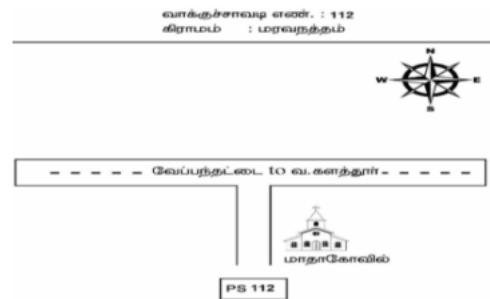 வாக்குச்சாவடி எண். : 112
கிராமம் : மரவநத்தம்
N
W E
S
வேப்பந்தட்டை to வ.களத்தூர்
மாதாகோவில்
PS 112